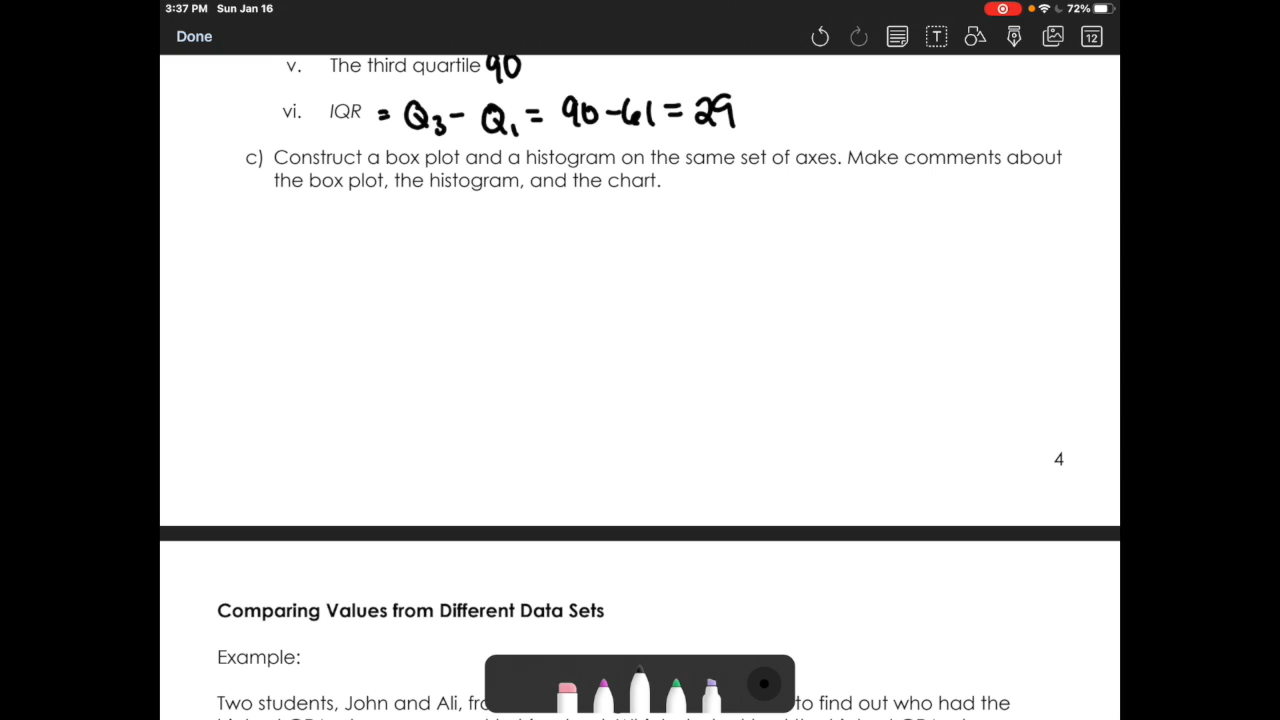 3:37 PM Sun Jan 16
72%
Done
T
12
v. The third quartile 90
vi. IQR = Q3 - Q1 = 90 - 61 = 29
c) Construct a box plot and a histogram on the same set of axes. Make comments about
the box plot, the histogram, and the chart.
4
Comparing Values from Different Data Sets
Example:
Two students, John and Ali, to find out who had the